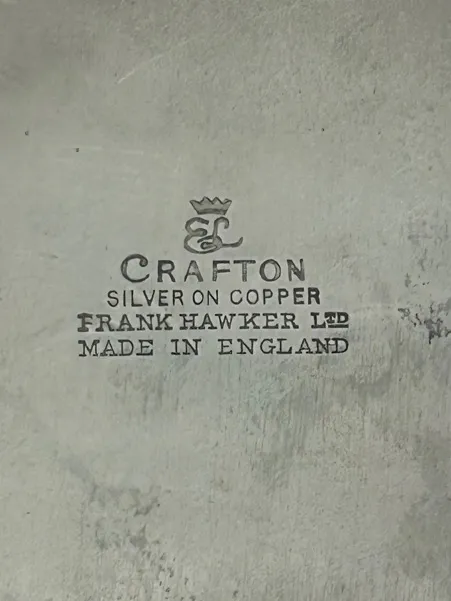 CRAFTON
SILVER ON COPPER
FRANK HAWKER LTD
MADE IN ENGLAND